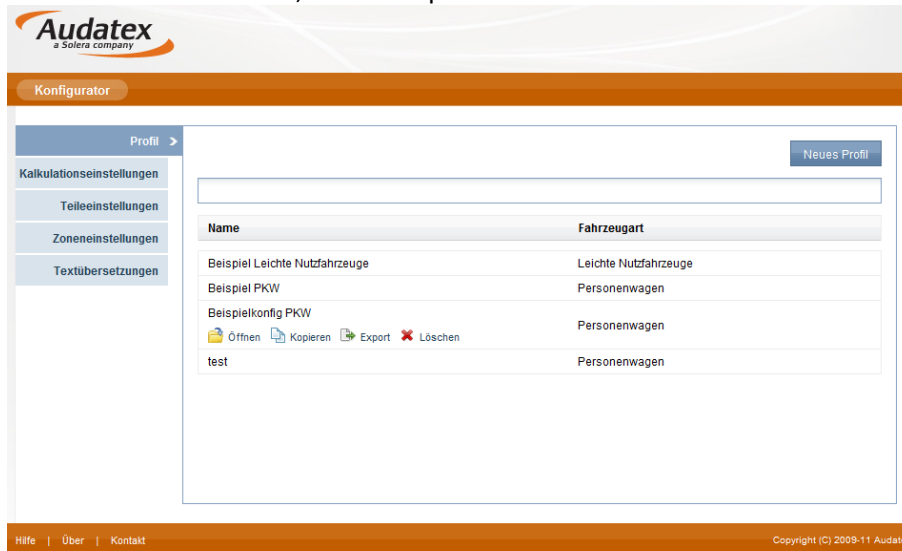 Audatex
a Solera company
Konfigurator
Profil
Neues Profil
Kalkulationseinstellungen
Teileeinstellungen
Zoneneinstellungen
Textübersetzungen
Name Fahrzeugart
Beispiel Leichte Nutzfahrzeuge Leichte Nutzfahrzeuge
Beispiel PKW Personenwagen
Beispielkonfig PKW Personenwagen
Öffnen Kopieren Export Löschen
test Personenwagen
Hilfe | Über | Kontakt Copyright (C) 2009-11